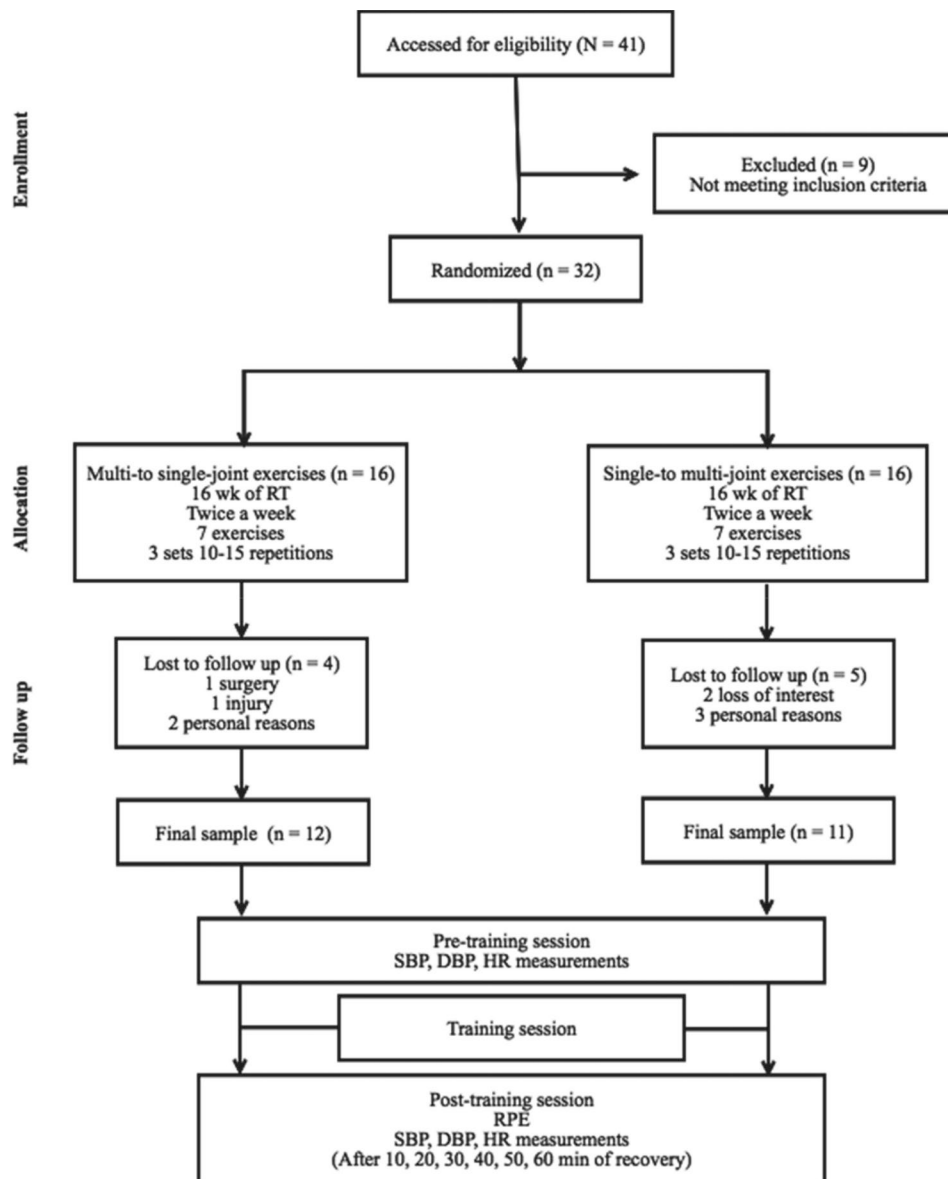 Accessed for eligibility (N = 41)
Enrollment
Excluded (n = 9)
Not meeting inclusion criteria
Randomized (n = 32)
Allocation
Multi-to single-joint exercises (n = 16)
16 wk of RT
Twice a week
7 exercises
3 sets 10-15 repetitions
Single-to multi-joint exercises (n = 16)
16 wk of RT
Twice a week
7 exercises
3 sets 10-15 repetitions
Follow up
Lost to follow up (n = 4)
1 surgery
1 injury
2 personal reasons
Lost to follow up (n = 5)
2 loss of interest
3 personal reasons
Final sample (n = 12)
Final sample (n = 11)
Pre-training session
SBP, DBP, HR measurements
Training session
Post-training session
RPE
SBP, DBP, HR measurements
(After 10, 20, 30, 40, 50, 60 min of recovery)